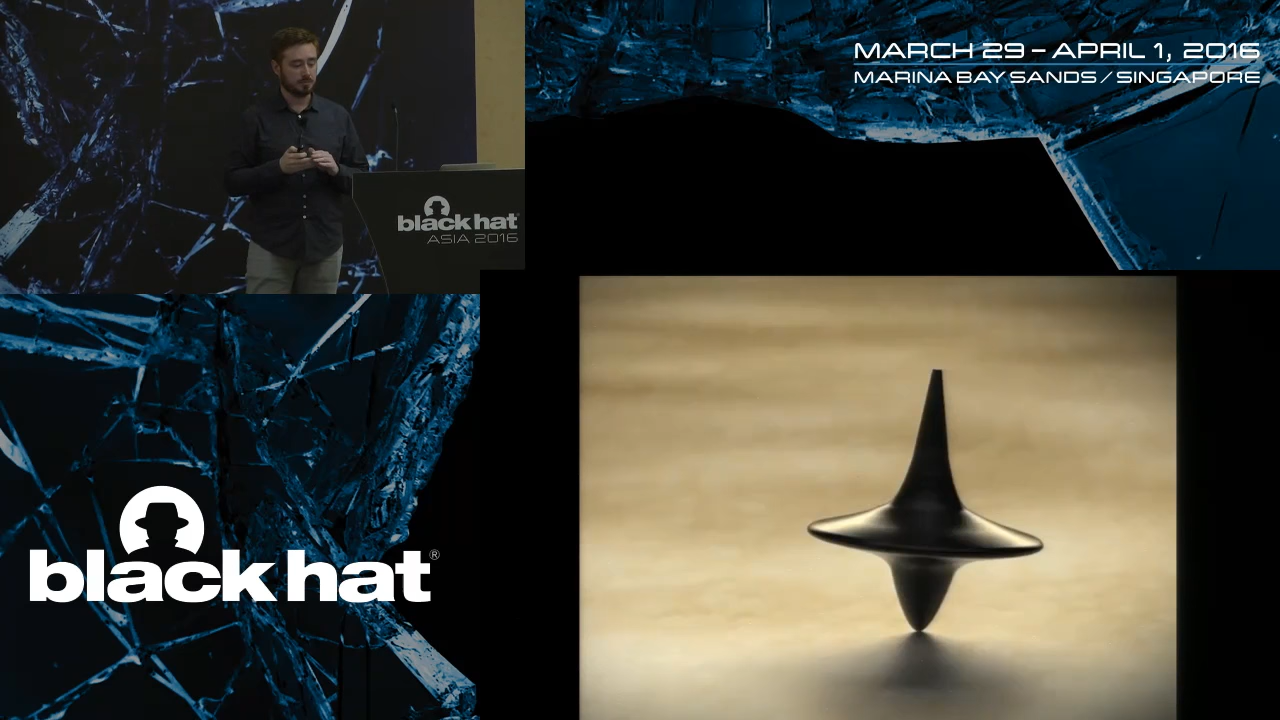 MARCH 29 – APRIL 1, 2016
MARINA BAY SANDS / SINGAPORE
black hat
ASIA 2016
black hat®